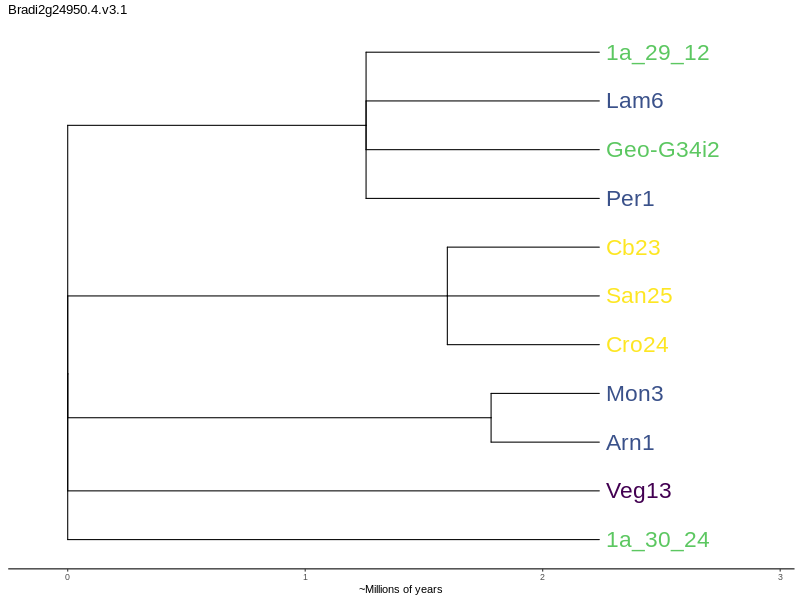 Bradi2g24950.4.v3.1
1a_29_12
Lam6
Geo-G34i2
Per1
Cb23
San25
Cro24
Mon3
Arn1
Veg13
1a_30_24
0 1 2 3
~Millions of years